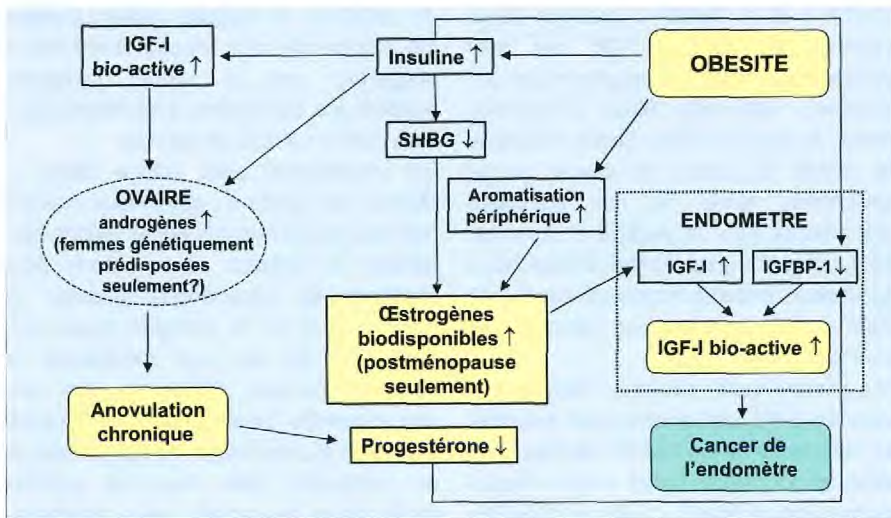 IGF-I
bio-active ↑
Insuline ↑
OBESITE
SHBG ↓
Aromatisation
périphérique ↑
OVAIRE
androgènes ↑
(femmes génétiquement
prédisposées
seulement?)
ENDOMETRE
IGF-I ↑
IGFBP-1 ↓
IGF-I bio-active ↑
Œstrogènes
biodisponibles ↑
(postménopause
seulement)
Anovulation
chronique
Progestérone ↓
Cancer de
l'endomètre